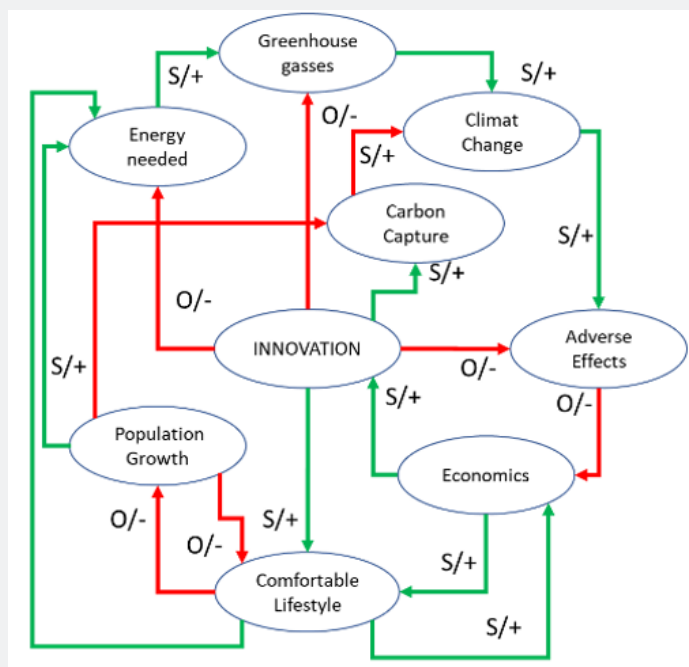 Greenhouse
gasses
S/+
S/+
O/-
Energy
needed
Climat
Change
S/+
Carbon
Capture
S/+
S/+
O/-
INNOVATION
Adverse
Effects
O/-
S/+
S/+
O/-
Population
Growth
Economics
O/-
S/+
O/-
S/+
Comfortable
Lifestyle
S/+